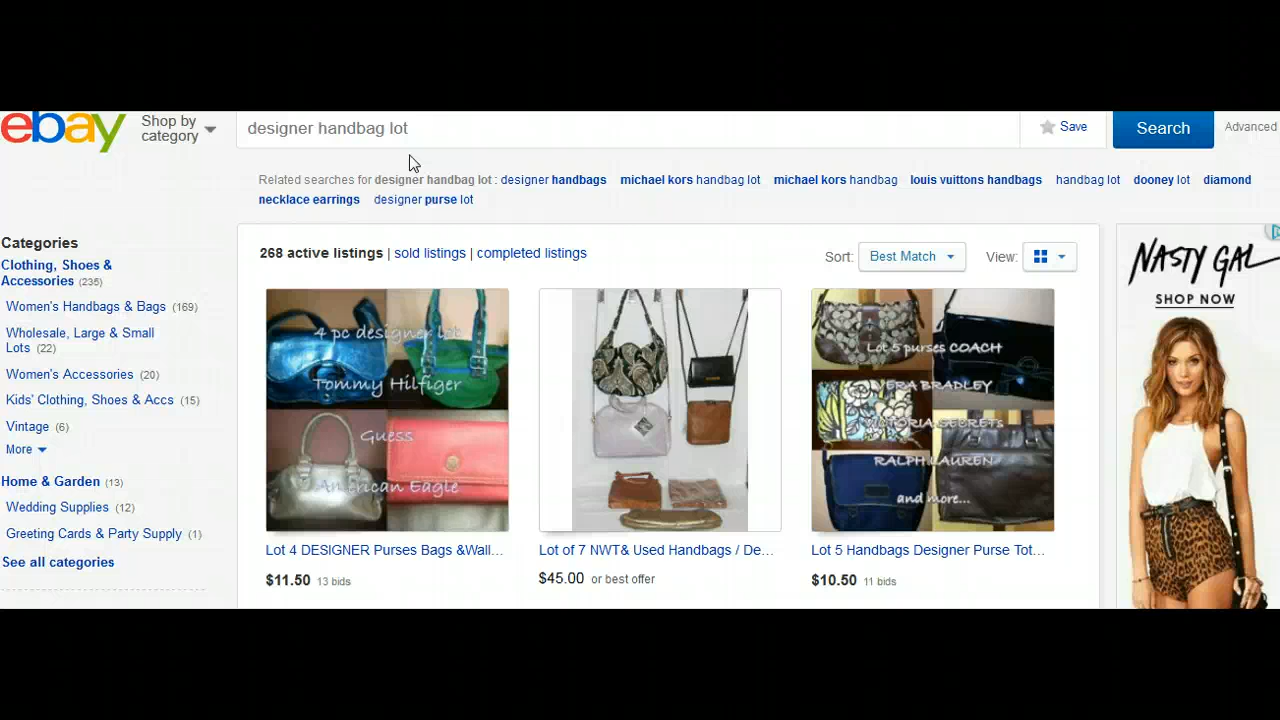 ebay
Shop by
category
designer handbag lot
Save
Search
Advanced
Related searches for designer handbag lot : designer handbags michael kors handbag lot michael kors handbag louis vuittons handbags handbag lot dooney lot diamond
necklace earrings designer purse lot
Categories
Clothing, Shoes &
Accessories (235)
Women's Handbags & Bags (169)
Wholesale, Large & Small
Lots (22)
Women's Accessories (20)
Kids' Clothing, Shoes & Accs (15)
Vintage (6)
More
Home & Garden (13)
Wedding Supplies (12)
Greeting Cards & Party Supply (1)
See all categories
268 active listings | sold listings | completed listings
Sort: Best Match
View:
4 pc designer lot
Tommy Hilfiger
Guess
American Eagle
Lot 5 purses COACH
VERA BRADLEY
VICTORIA SECRETS
RALPH LAUREN
and more...
Lot 4 DESIGNER Purses Bags &Wall...
$11.50 13 bids
Lot of 7 NWT& Used Handbags / De...
$45.00 or best offer
Lot 5 Handbags Designer Purse Tot...
$10.50 11 bids
NASTY GAL
SHOP NOW